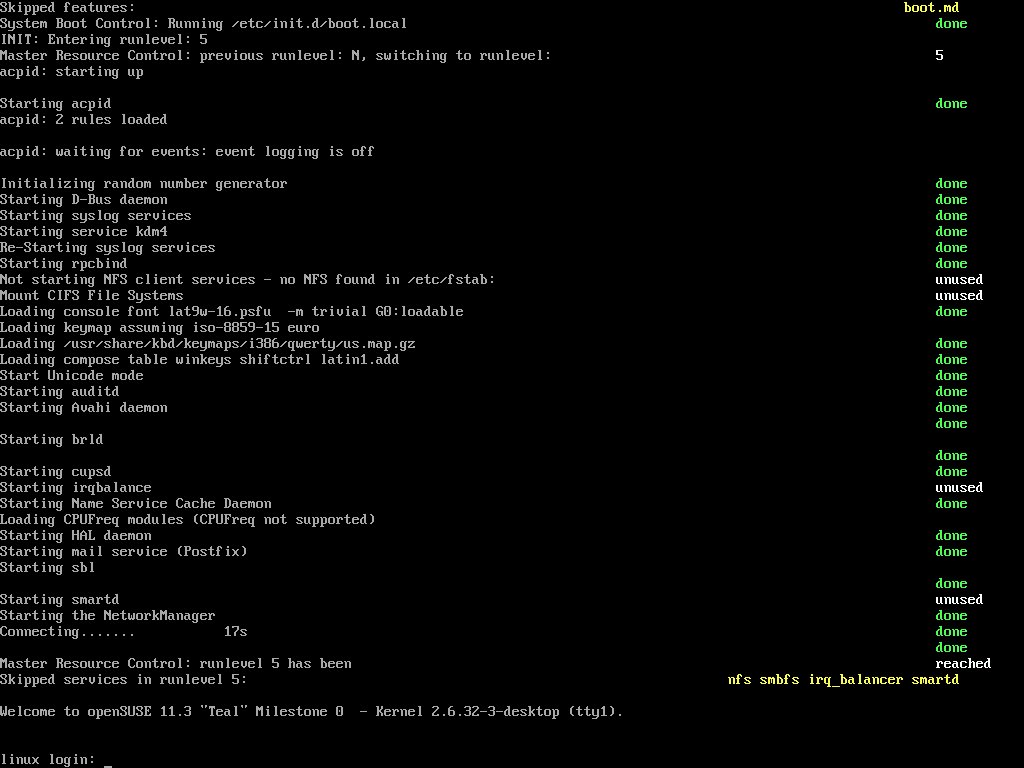 Skipped features: boot.md
System Boot Control: Running /etc/init.d/boot.local done
INIT: Entering runlevel: 5
Master Resource Control: previous runlevel: N, switching to runlevel: 5
acpid: starting up
Starting acpid done
acpid: 2 rules loaded
acpid: waiting for events: event logging is off
Initializing random number generator done
Starting D-Bus daemon done
Starting syslog services done
Starting service kdm4 done
Re-Starting syslog services done
Starting rpcbind done
Not starting NFS client services - no NFS found in /etc/fstab: unused
Mount CIFS File Systems unused
Loading console font lat9w-16.psfu  -m trivial G0:loadable done
Loading keymap assuming iso-8859-15 euro
Loading /usr/share/kbd/keymaps/i386/qwerty/us.map.gz done
Loading compose table winkeys shiftctrl latin1.add done
Start Unicode mode done
Starting auditd done
Starting Avahi daemon done
done
Starting brld
done
Starting cupsd done
Starting irqbalance unused
Starting Name Service Cache Daemon done
Loading CPUFreq modules (CPUFreq not supported)
Starting HAL daemon done
Starting mail service (Postfix) done
Starting sbl
done
Starting smartd unused
Starting the NetworkManager done
Connecting....... 17s done
done
Master Resource Control: runlevel 5 has been reached
Skipped services in runlevel 5: nfs smbfs irq_balancer smartd
Welcome to openSUSE 11.3 "Teal" Milestone 0  - Kernel 2.6.32-3-desktop (tty1).
linux login: _